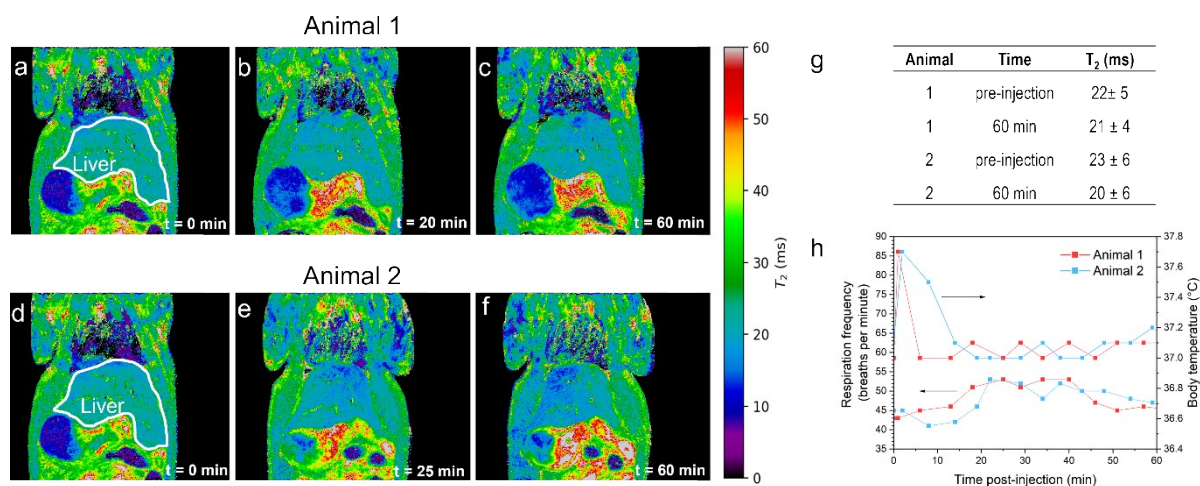 Animal 1
a
Liver
t = 0 min
b
t = 20 min
c
t = 60 min
60
50
40
30
20
10
0
T₂ (ms)
Animal 2
d
Liver
t = 0 min
e
t = 25 min
f
t = 60 min
g
Animal Time T₂ (ms)
1 pre-injection 22± 5
1 60 min 21 ± 4
2 pre-injection 23 ± 6
2 60 min 20 ± 6
h
Respiration frequency
(breaths per minute)
90
85
80
75
70
65
60
55
50
45
40
35
Animal 1
Animal 2
37.8
37.6
37.4
37.2
37.0
36.8
36.6
36.4
Body temperature (°C)
0 10 20 30 40 50 60
Time post-injection (min)